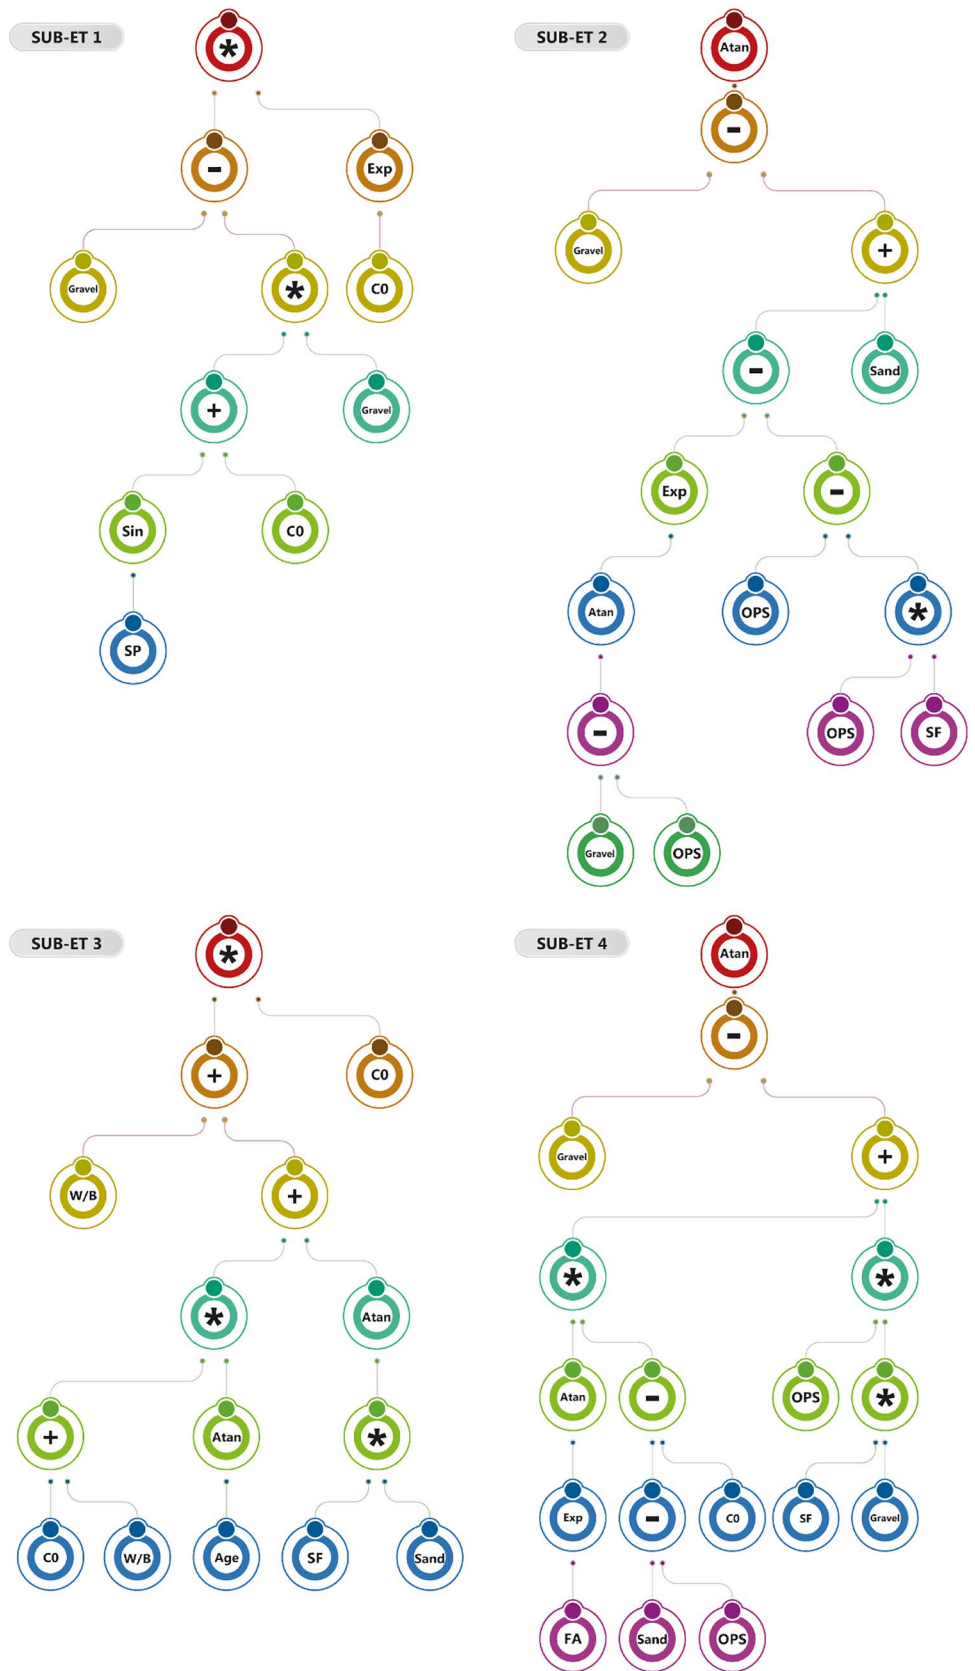 SUB-ET 1
*
-
Exp
Gravel
*
C0
+
Gravel
Sin
C0
SP
SUB-ET 2
Atan
-
Gravel
+
-
Sand
Exp
-
Atan
OPS
*
-
OPS
SF
Gravel
OPS
SUB-ET 3
*
+
C0
W/B
+
*
Atan
+
Atan
*
C0
W/B
Age
SF
Sand
SUB-ET 4
Atan
-
Gravel
+
*
*
Atan
-
OPS
*
Exp
-
C0
SF
Gravel
FA
Sand
OPS